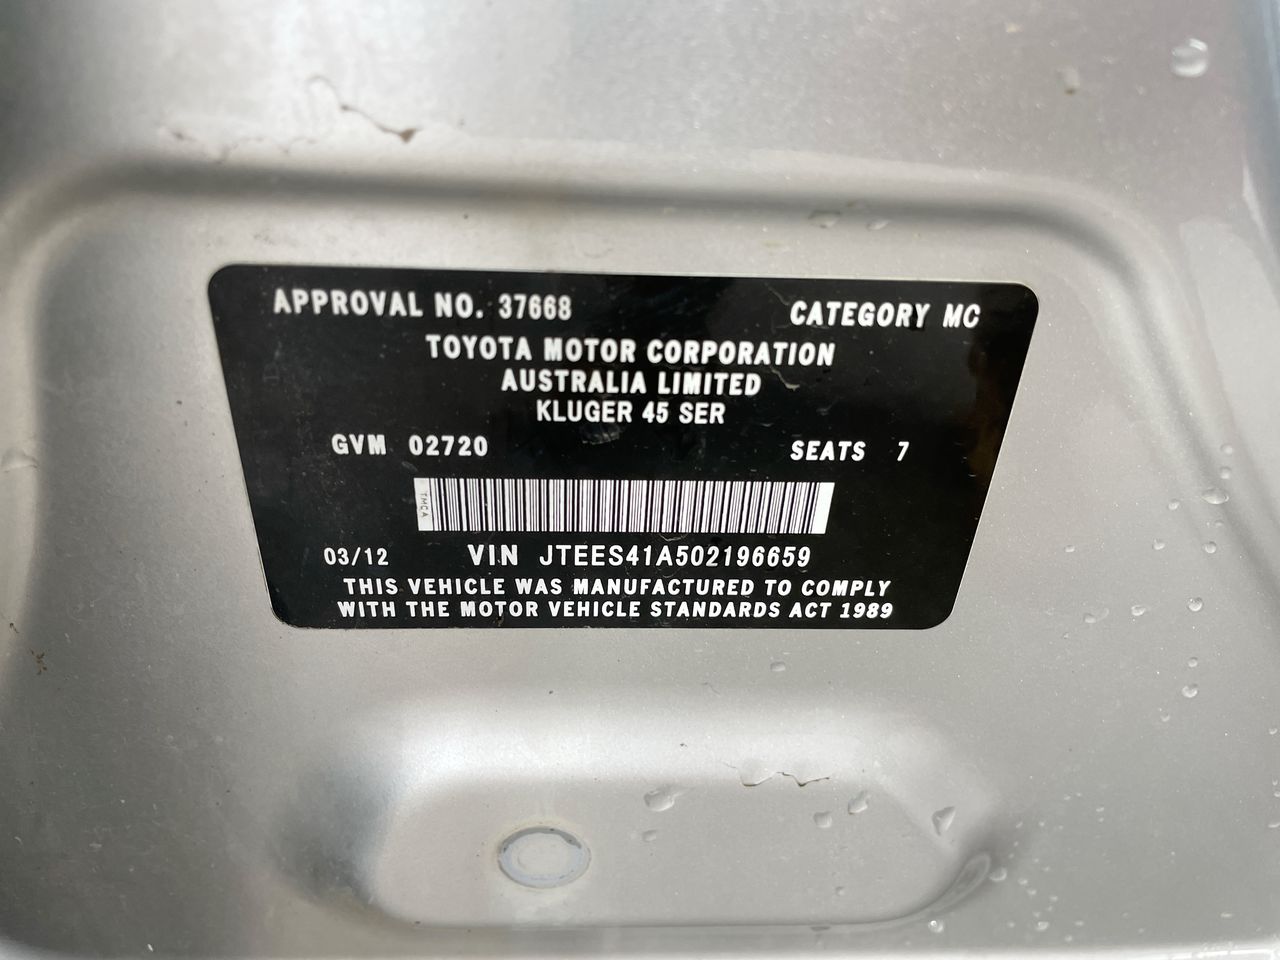 APPROVAL NO. 37668 CATEGORY MC
TOYOTA MOTOR CORPORATION
AUSTRALIA LIMITED
KLUGER 45 SER
GVM 02720 SEATS 7
TMCA
03/12 VIN JTEES41A502196659
THIS VEHICLE WAS MANUFACTURED TO COMPLY
WITH THE MOTOR VEHICLE STANDARDS ACT 1989